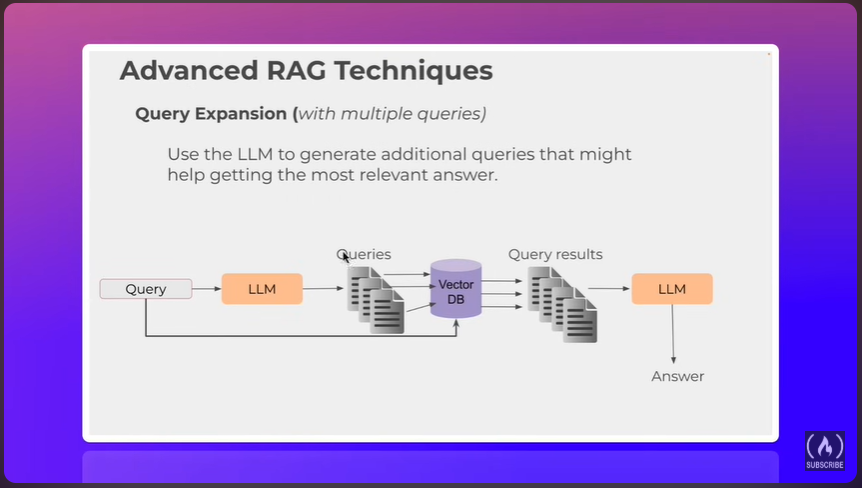 Advanced RAG Techniques
Query Expansion (with multiple queries)
Use the LLM to generate additional queries that might
help getting the most relevant answer.
Queries
Query results
Query
LLM
Vector
DB
LLM
Answer
SUBSCRIBE